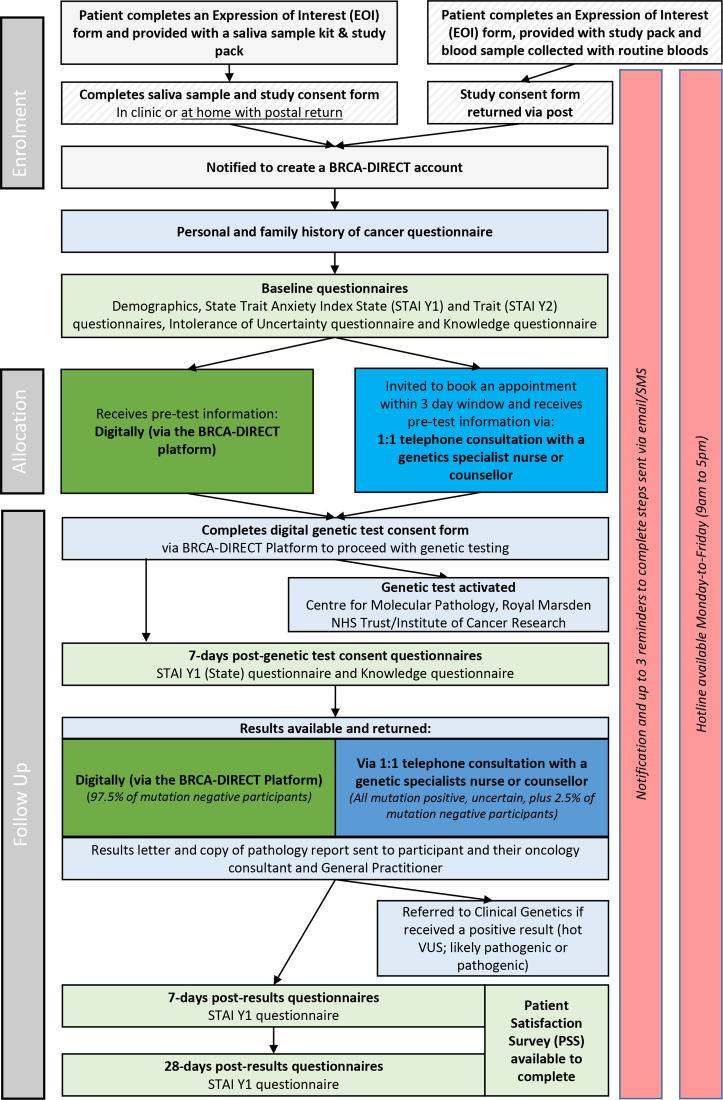 Enrolment
Patient completes an Expression of Interest (EOI)
form and provided with a saliva sample kit & study
pack
Patient completes an Expression of Interest
(EOI) form, provided with study pack and
blood sample collected with routine bloods
Completes saliva sample and study consent form
In clinic or at home with postal return
Study consent form
returned via post
Notified to create a BRCA-DIRECT account
Personal and family history of cancer questionnaire
Baseline questionnaires
Demographics, State Trait Anxiety Index State (STAI Y1) and Trait (STAI Y2)
questionnaires, Intolerance of Uncertainty questionnaire and Knowledge questionnaire
Allocation
Receives pre-test information:
Digitally (via the BRCA-DIRECT
platform)
Invited to book an appointment
within 3 day window and receives
pre-test information via:
1:1 telephone consultation with a
genetics specialist nurse or
counsellor
Follow Up
Completes digital genetic test consent form
via BRCA-DIRECT Platform to proceed with genetic testing
Genetic test activated
Centre for Molecular Pathology, Royal Marsden
NHS Trust/Institute of Cancer Research
7-days post-genetic test consent questionnaires
STAI Y1 (State) questionnaire and Knowledge questionnaire
Results available and returned:
Digitally (via the BRCA-DIRECT Platform)
(97.5% of mutation negative participants)
Via 1:1 telephone consultation with a
genetic specialists nurse or counsellor
(All mutation positive, uncertain, plus 2.5% of
mutation negative participants)
Results letter and copy of pathology report sent to participant and their oncology
consultant and General Practitioner
Referred to Clinical Genetics if
received a positive result (hot
VUS; likely pathogenic or
pathogenic)
7-days post-results questionnaires
STAI Y1 questionnaire
28-days post-results questionnaires
STAI Y1 questionnaire
Patient
Satisfaction
Survey (PSS)
available to
complete
Notification and up to 3 reminders to complete steps sent via email/SMS
Hotline available Monday-to-Friday (9am to 5pm)